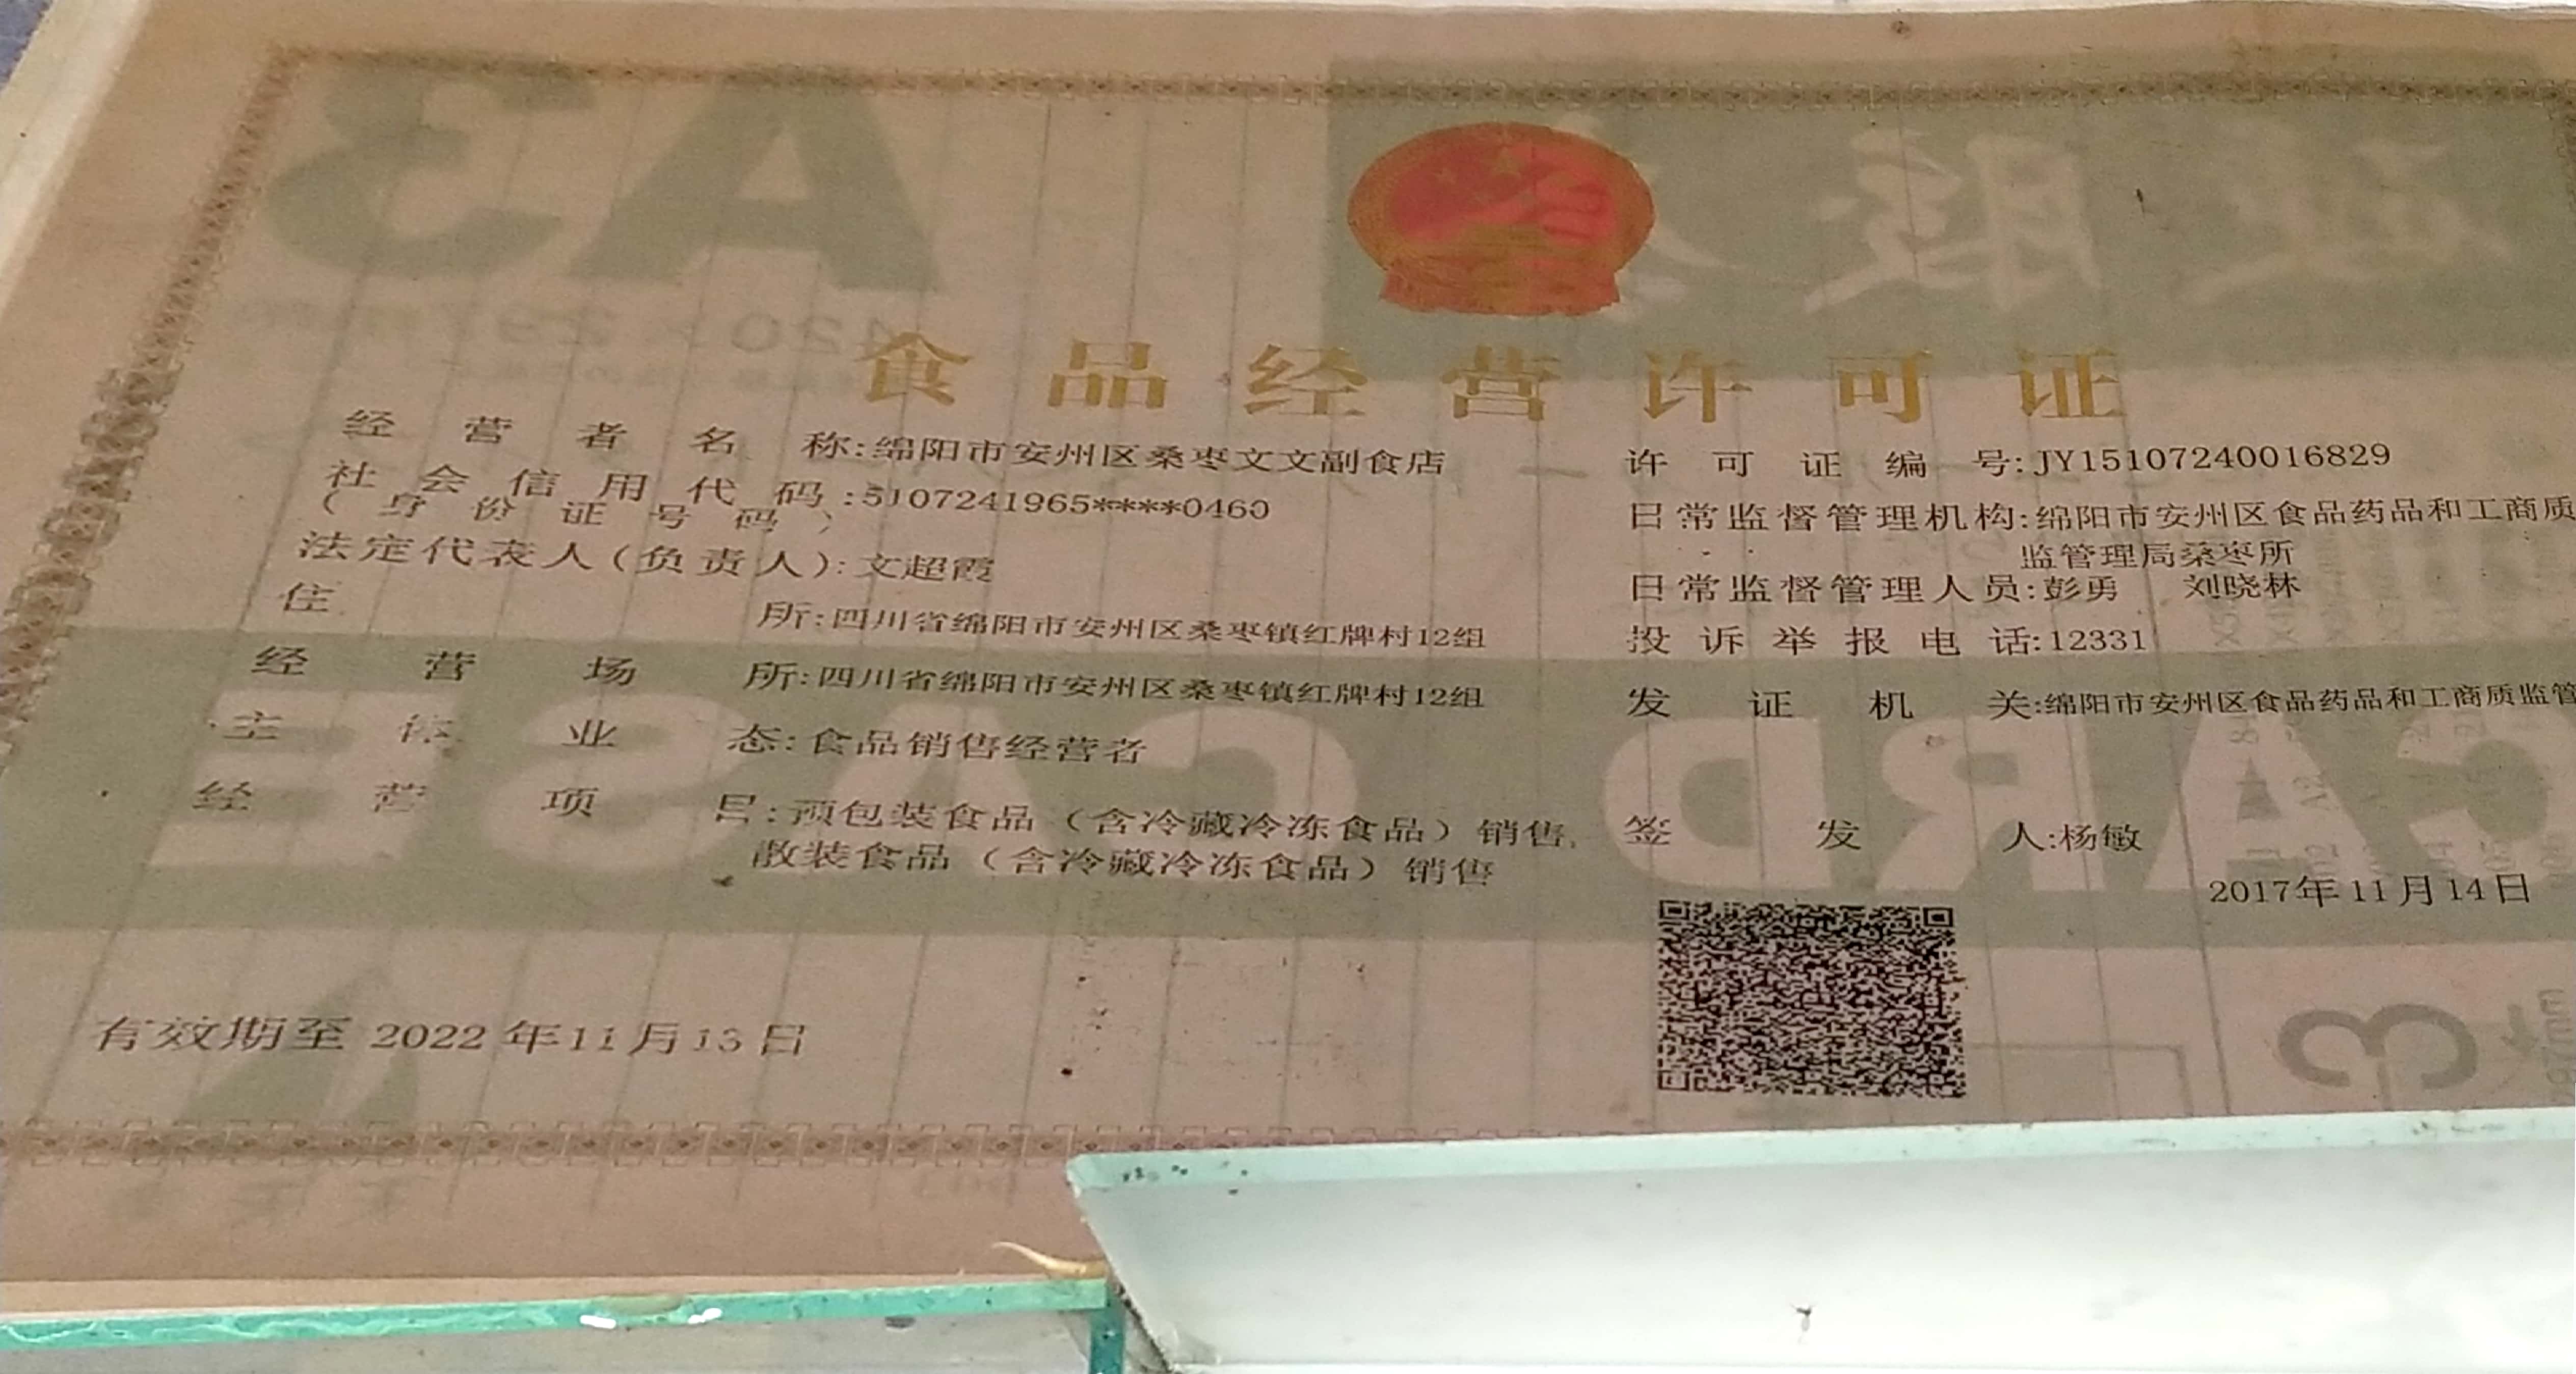 食品经营许可证
经营者名称:绵阳市安州区桑枣文文副食店
社会信用代码:5107241965****0460
(身份证号码)
法定代表人(负责人):文超霞
住所:四川省绵阳市安州区桑枣镇红牌村12组
经营场所:四川省绵阳市安州区桑枣镇红牌村12组
主体业态:食品销售经营者
经营项目:预包装食品（含冷藏冷冻食品）销售,
散装食品（含冷藏冷冻食品）销售
有效期至 2022 年11月13日
许可证编号:JY15107240016829
日常监督管理机构:绵阳市安州区食品药品和工商质
监管理局桑枣所
日常监督管理人员:彭勇 刘晓林
投诉举报电话:12331
发证机关:绵阳市安州区食品药品和工商质监管
签发人:杨敏
2017年11月14日
A3
CARD CASE
3